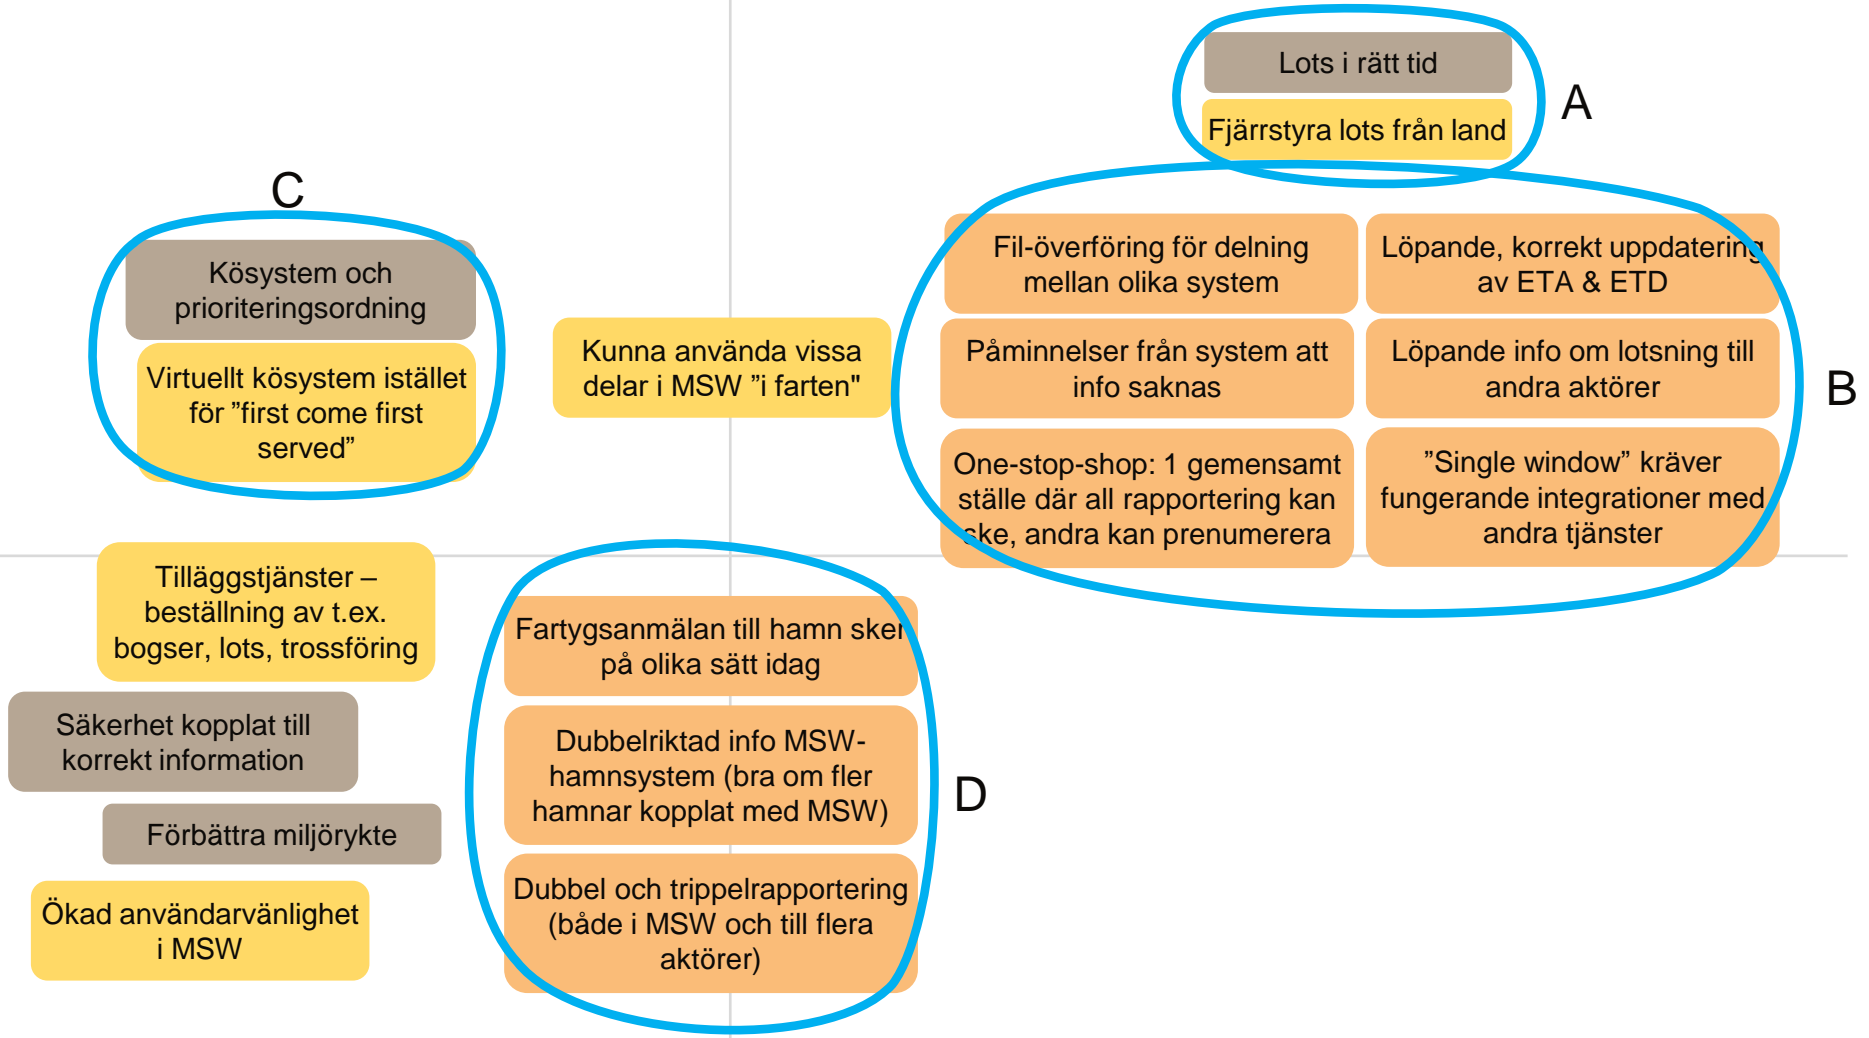 Lots i rätt tid
Fjärrstyra lots från land
A
C
Kösystem och
prioriteringsordning
Virtuellt kösystem istället
för ”first come first
served”
Kunna använda vissa
delar i MSW ”i farten"
Fil-överföring för delning
mellan olika system
Löpande, korrekt uppdatering
av ETA & ETD
Påminnelser från system att
info saknas
Löpande info om lotsning till
andra aktörer
B
One-stop-shop: 1 gemensamt
ställe där all rapportering kan
ske, andra kan prenumerera
”Single window” kräver
fungerande integrationer med
andra tjänster
Tilläggstjänster –
beställning av t.ex.
bogser, lots, trossföring
Säkerhet kopplat till
korrekt information
Förbättra miljörykte
Ökad användarvänlighet
i MSW
Fartygsanmälan till hamn sker
på olika sätt idag
Dubbelriktad info MSW-
hamnsystem (bra om fler
hamnar kopplat med MSW)
D
Dubbel och trippelrapportering
(både i MSW och till flera
aktörer)